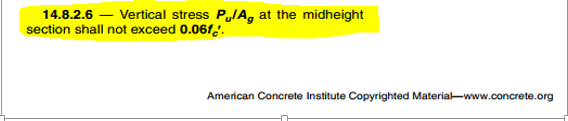 14.8.2.6 — Vertical stress Pu/Ag at the midheight
section shall not exceed 0.06fc′.
American Concrete Institute Copyrighted Material—www.concrete.org